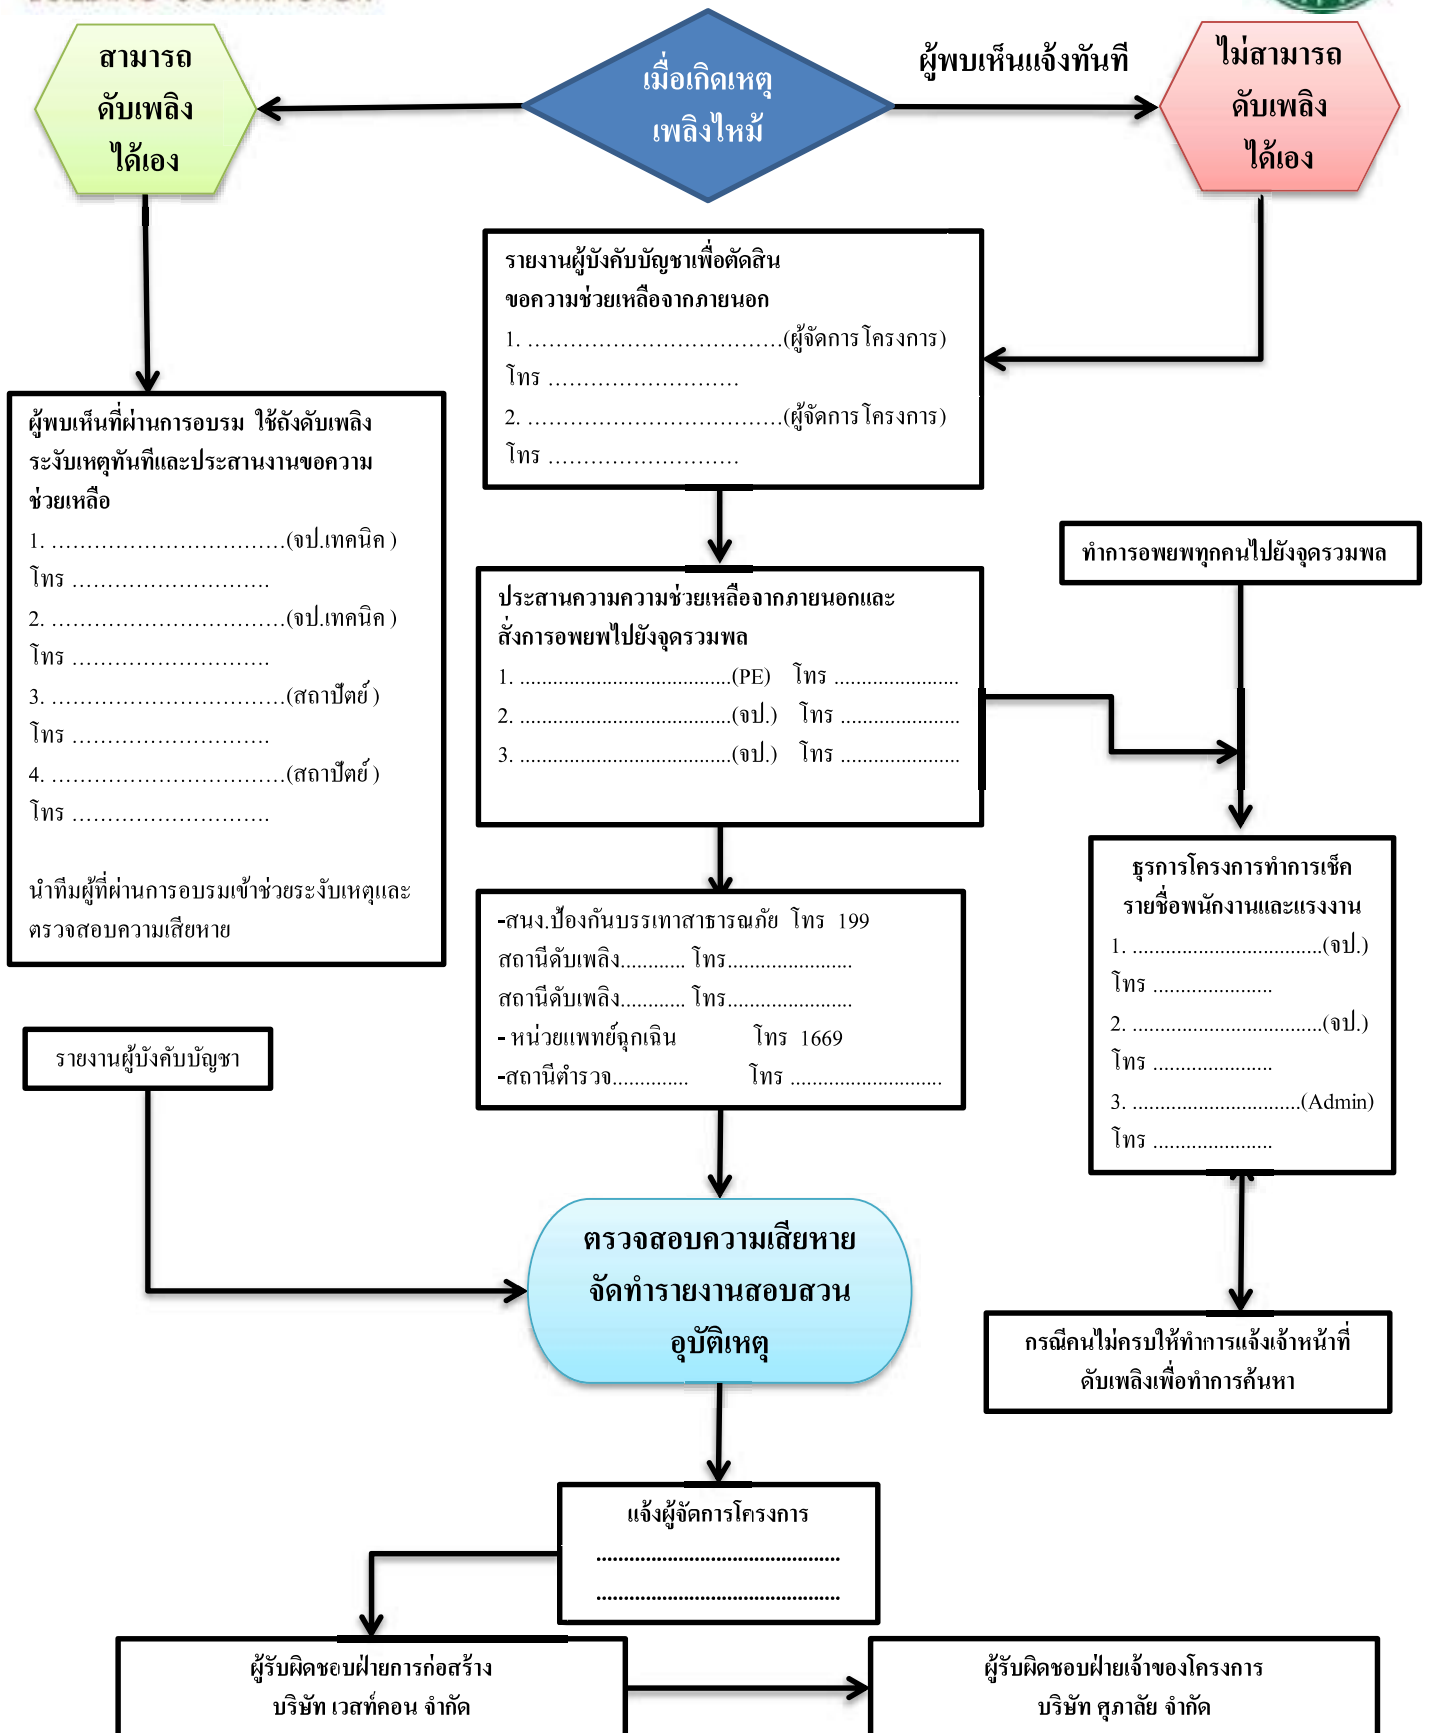 สามารถ
ดับเพลิง
ได้เอง
เมื่อเกิดเหตุ
เพลิงไหม้
ผู้พบเห็นแจ้งทันที
ไม่สามารถ
ดับเพลิง
ได้เอง
รายงานผู้บังคับบัญชาเพื่อตัดสิน
ขอความช่วยเหลือจากภายนอก
1. ....................................(ผู้จัดการโครงการ)
โทร ...........................
2. ....................................(ผู้จัดการโครงการ)
โทร ...........................
ผู้พบเห็นที่ผ่านการอบรม ใช้ถังดับเพลิง
ระงับเหตุทันทีและประสานงานขอความ
ช่วยเหลือ
1. .................................(จป.เทคนิค )
โทร ............................
2. .................................(จป.เทคนิค )
โทร ............................
3. .................................(สถาปัตย์ )
โทร ............................
4. .................................(สถาปัตย์ )
โทร ............................
นำทีมผู้ที่ผ่านการอบรมเข้าช่วยระงับเหตุและ
ตรวจสอบความเสียหาย
ทำการอพยพทุกคนไปยังจุดรวมพล
ประสานความความช่วยเหลือจากภายนอกและ
สั่งการอพยพไปยังจุดรวมพล
1. .......................................(PE) โทร .......................
2. .......................................(จป.) โทร ......................
3. .......................................(จป.) โทร ......................
ธุรการโครงการทำการเช็ค
รายชื่อพนักงานและแรงงาน
1. ...................................(จป.)
โทร ......................
2. ...................................(จป.)
โทร ......................
3. ...............................(Admin)
โทร ......................
-สนง.ป้องกันบรรเทาสาธารณภัย โทร 199
สถานีดับเพลิง............ โทร.......................
สถานีดับเพลิง............ โทร.......................
- หน่วยแพทย์ฉุกเฉิน โทร 1669
-สถานีตำรวจ.............. โทร ............................
รายงานผู้บังคับบัญชา
ตรวจสอบความเสียหาย
จัดทำรายงานสอบสวน
อุบัติเหตุ
กรณีคนไม่ครบให้ทำการแจ้งเจ้าหน้าที่
ดับเพลิงเพื่อทำการค้นหา
แจ้งผู้จัดการโครงการ
.............................................
.............................................
ผู้รับผิดชอบฝ่ายการก่อสร้าง
บริษัท เวสท์คอน จำกัด
ผู้รับผิดชอบฝ่ายเจ้าของโครงการ
บริษัท ศุภาลัย จำกัด